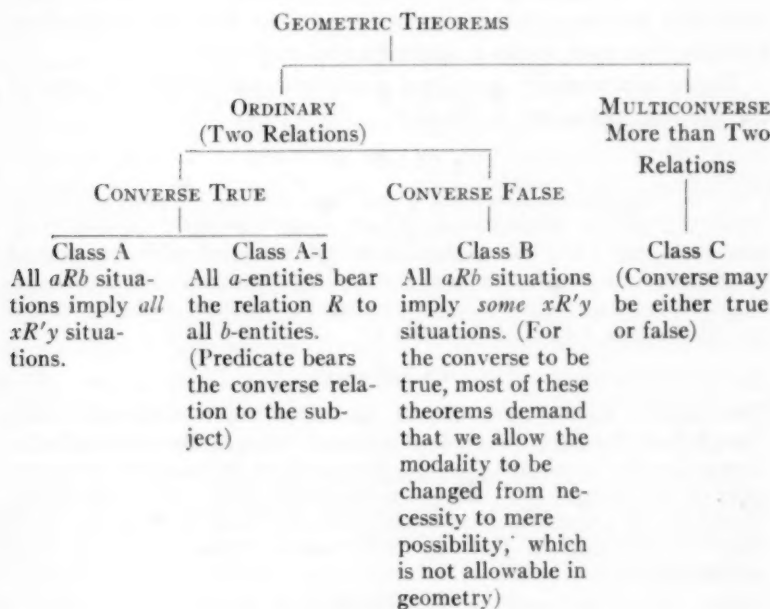 GEOMETRIC THEOREMS
ORDINARY
(Two Relations)
MULTICONVERSE
More than Two
Relations
CONVERSE TRUE
CONVERSE FALSE
Class A
All aRb situa-
tions imply all
xR'y situa-
tions.
Class A-1
All a-entities bear
the relation R to
all b-entities.
(Predicate bears
the converse rela-
tion to the sub-
ject)
Class B
All aRb situations
imply some xR'y
situations. (For
the converse to be
true, most of these
theorems demand
that we allow the
modality to be
changed from ne-
cessity to mere
possibility, which
is not allowable in
geometry)
Class C
(Converse may
be either true
or false)